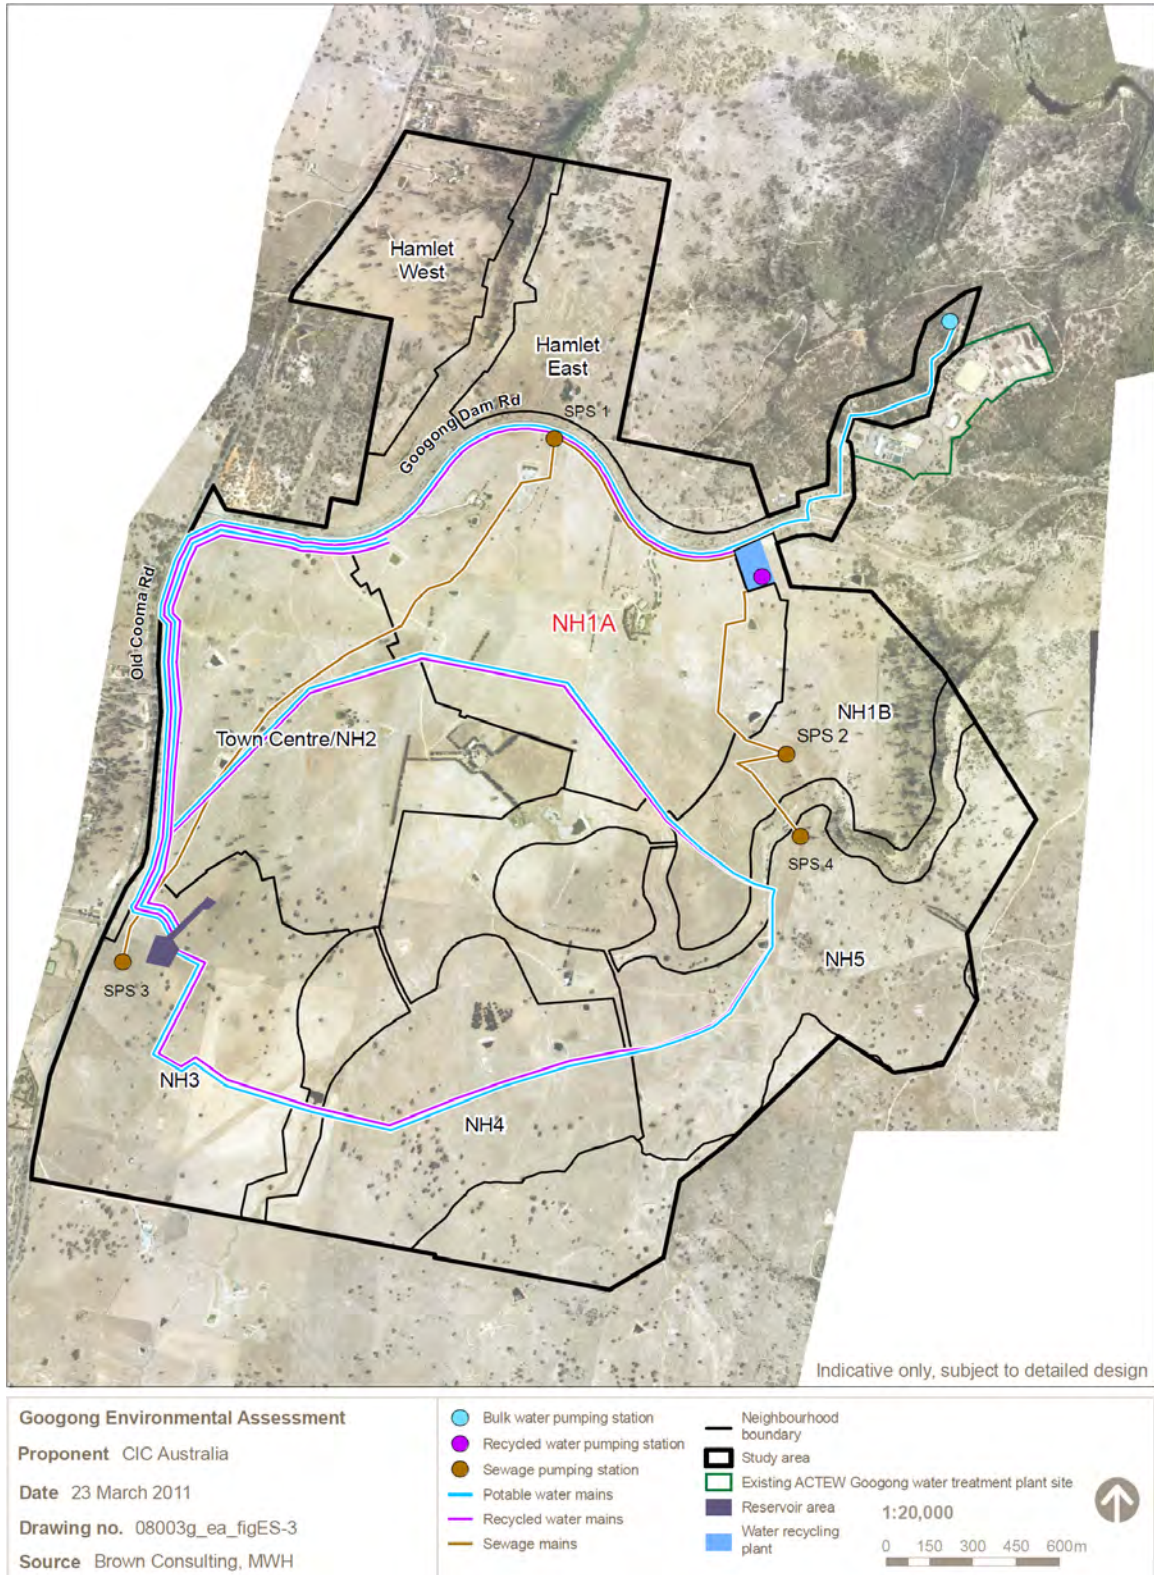 Hamlet
West
Hamlet
East
Googong Dam Rd
SPS 1
Old Cooma Rd
NH1A
NH1B
SPS 2
Town Centre/NH2
SPS 4
NH5
SPS 3
NH3
NH4
Indicative only, subject to detailed design
Googong Environmental Assessment
Proponent CIC Australia
Date 23 March 2011
Drawing no. 08003g_ea_figES-3
Source Brown Consulting, MWH
Bulk water pumping station
Recycled water pumping station
Sewage pumping station
Potable water mains
Recycled water mains
Sewage mains
Neighbourhood
boundary
Study area
Existing ACTEW Googong water treatment plant site
Reservoir area
Water recycling
plant
1:20,000
0 150 300 450 600m